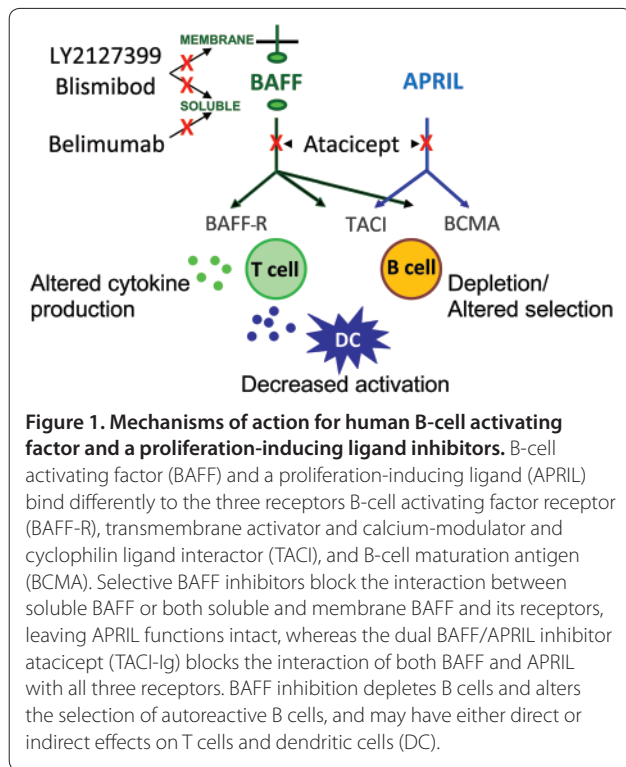 MEMBRANE
LY2127399
Blismibod
BAFF
APRIL
SOLUBLE
Belimumab
Atacicept
BAFF-R
TACI
BCMA
T cell
B cell
Altered cytokine
production
Depletion/
Altered selection
DC
Decreased activation
Figure 1. Mechanisms of action for human B-cell activating
factor and a proliferation-inducing ligand inhibitors. B-cell
activating factor (BAFF) and a proliferation-inducing ligand (APRIL)
bind differently to the three receptors B-cell activating factor receptor
(BAFF-R), transmembrane activator and calcium-modulator and
cyclophilin ligand interactor (TACI), and B-cell maturation antigen
(BCMA). Selective BAFF inhibitors block the interaction between
soluble BAFF or both soluble and membrane BAFF and its receptors,
leaving APRIL functions intact, whereas the dual BAFF/APRIL inhibitor
atacicept (TACI-Ig) blocks the interaction of both BAFF and APRIL
with all three receptors. BAFF inhibition depletes B cells and alters
the selection of autoreactive B cells, and may have either direct or
indirect effects on T cells and dendritic cells (DC).